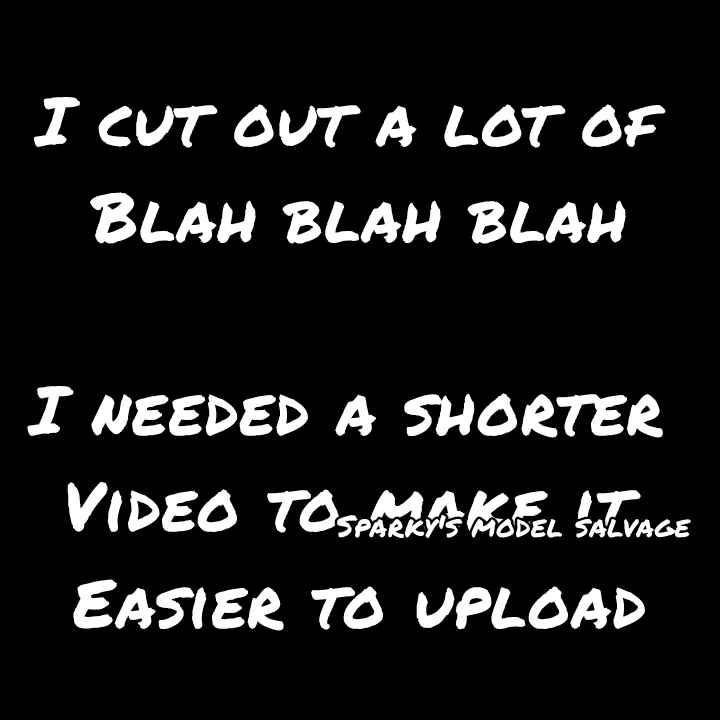 I cut out a lot of
Blah blah blah
I needed a shorter
Video to make it
Sparky's model salvage
Easier to upload